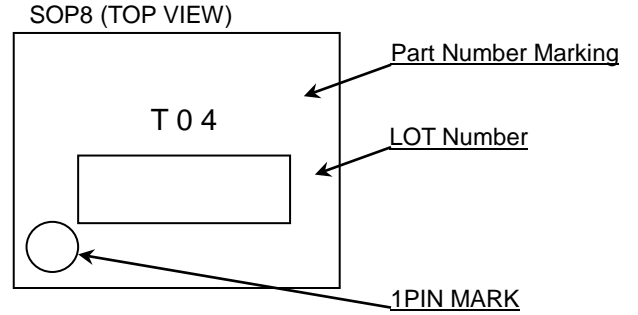 SOP8 (TOP VIEW)
Part Number Marking
T 0 4
LOT Number
1PIN MARK